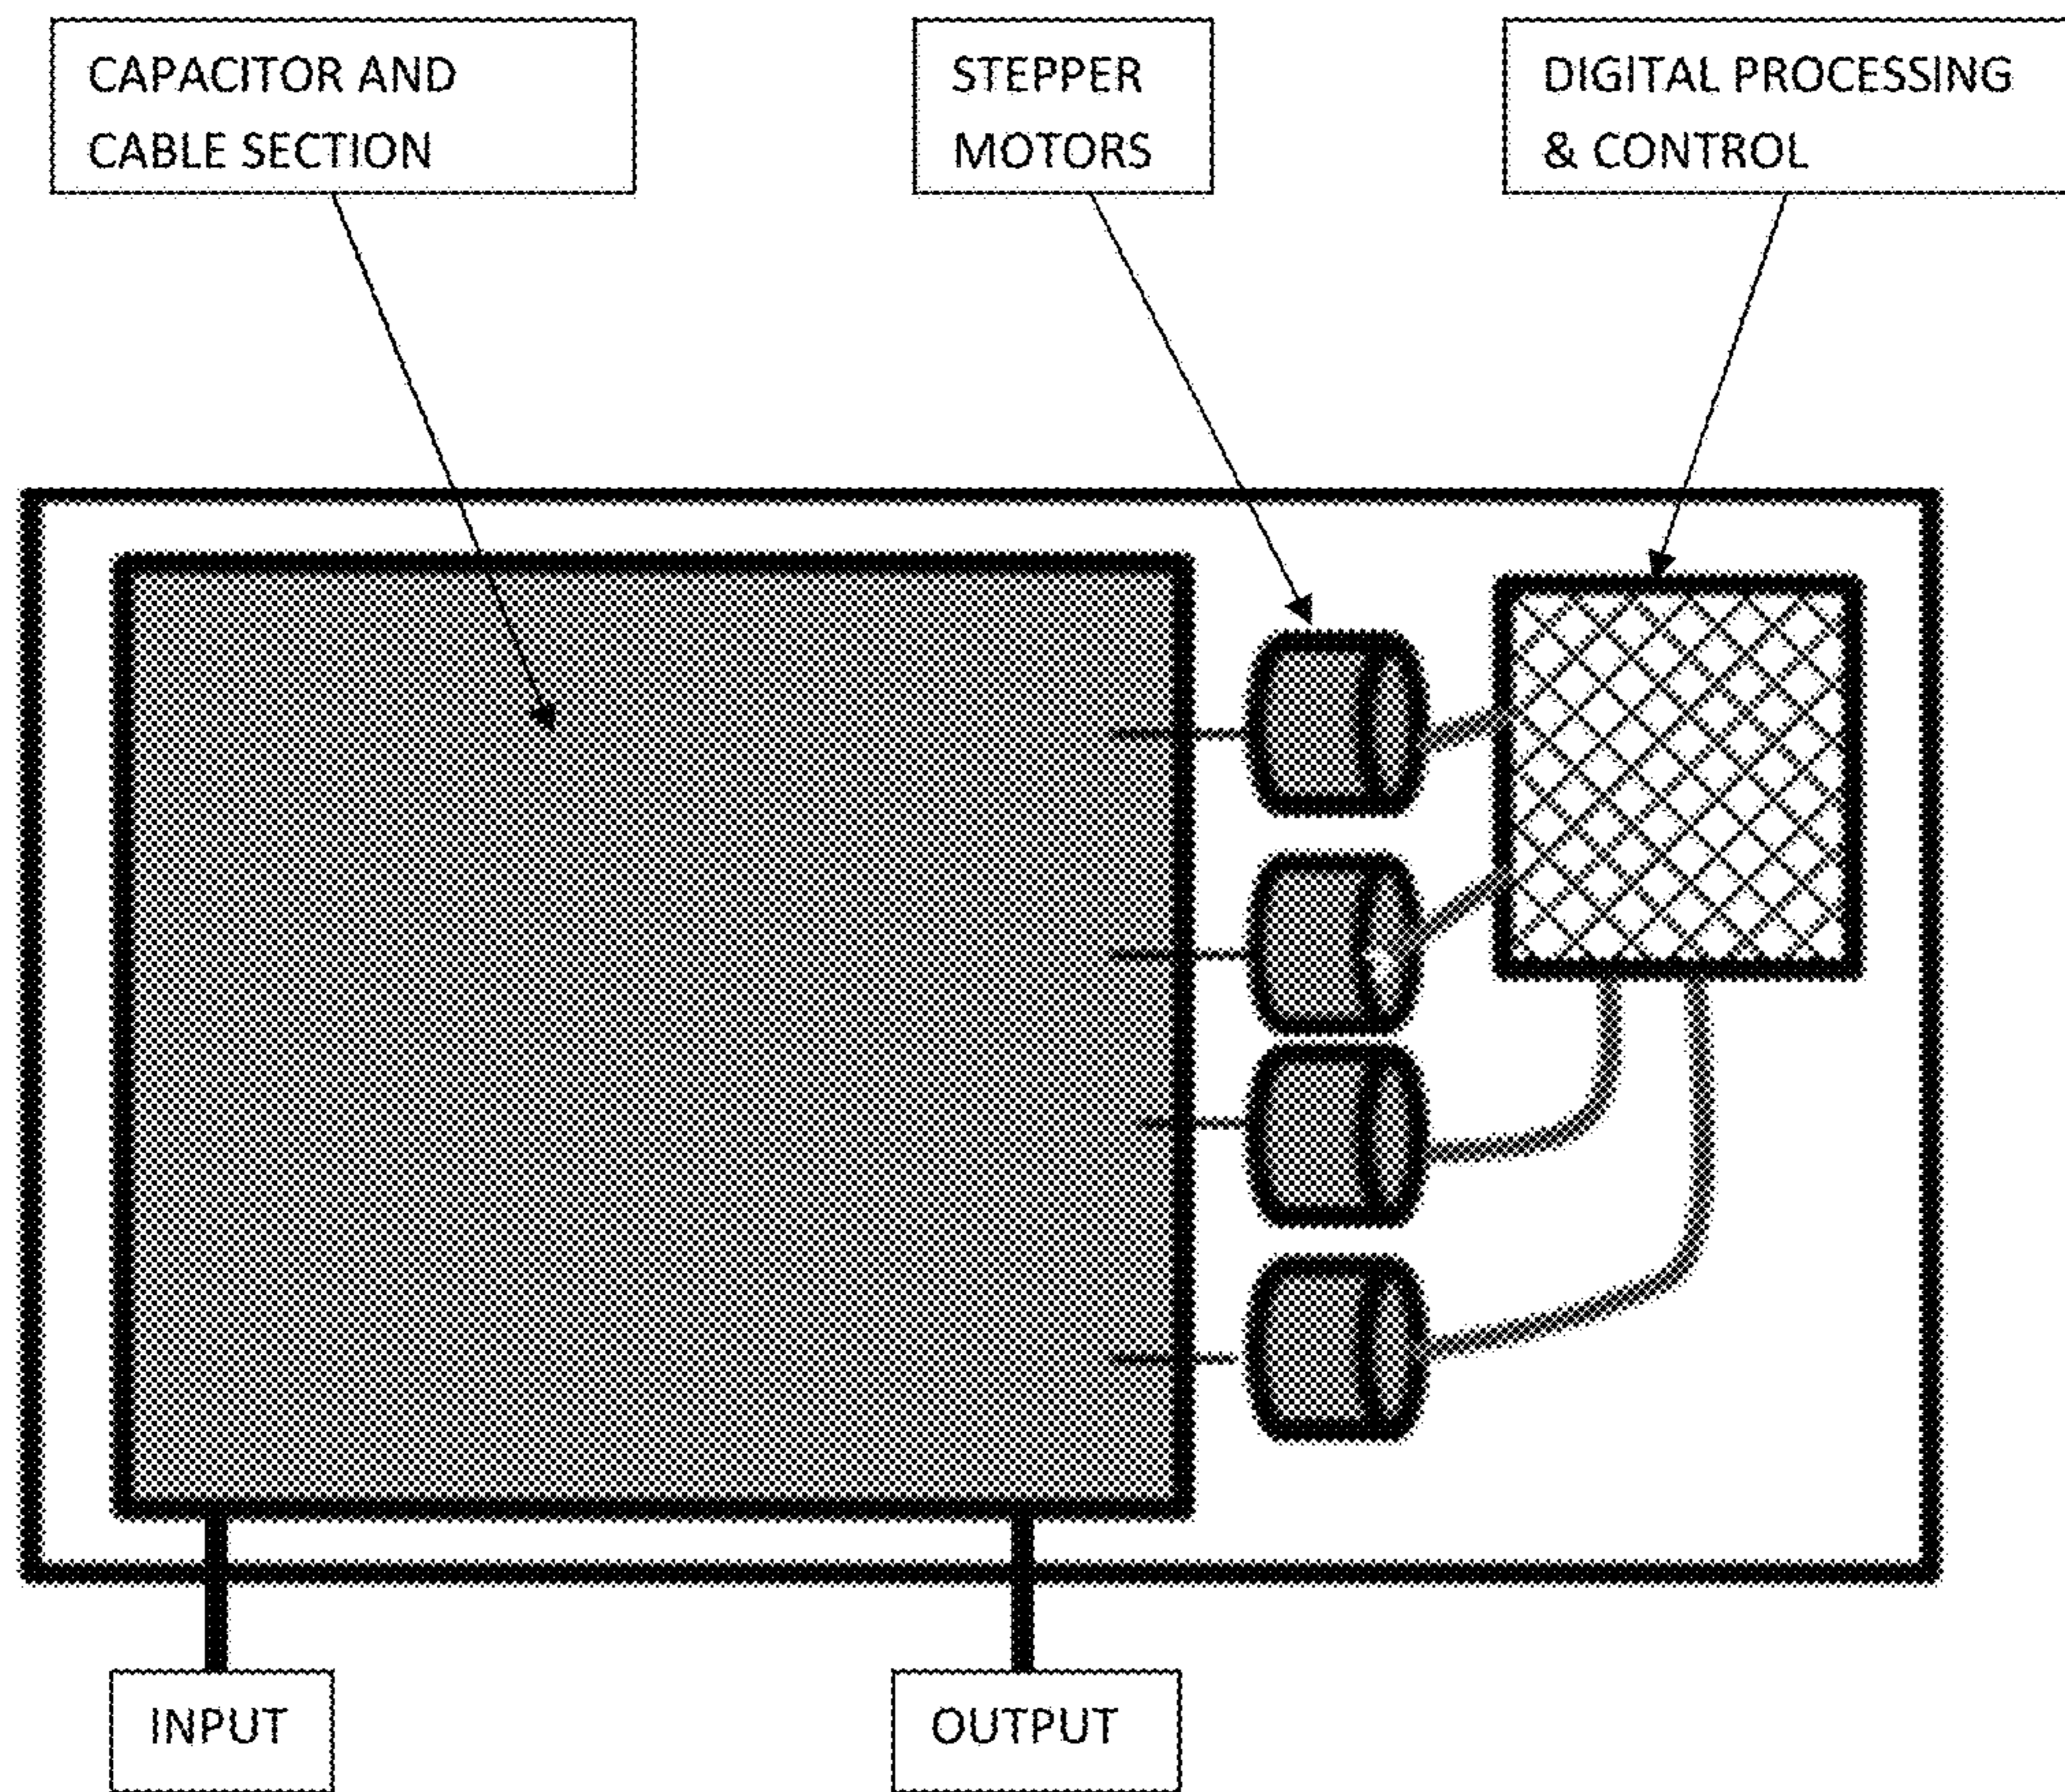 CAPACITOR AND
CABLE SECTION
STEPPER
MOTORS
DIGITAL PROCESSING
& CONTROL
INPUT
OUTPUT